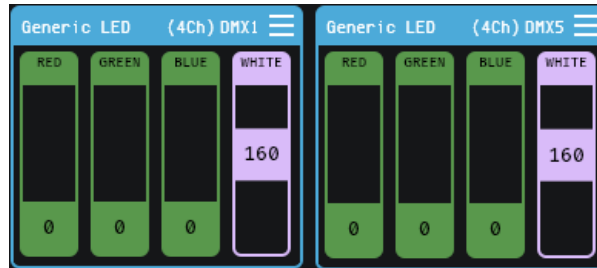 Generic LED (4Ch) DMX1
RED GREEN BLUE WHITE
160
0 0 0
Generic LED (4Ch) DMX5
RED GREEN BLUE WHITE
160
0 0 0